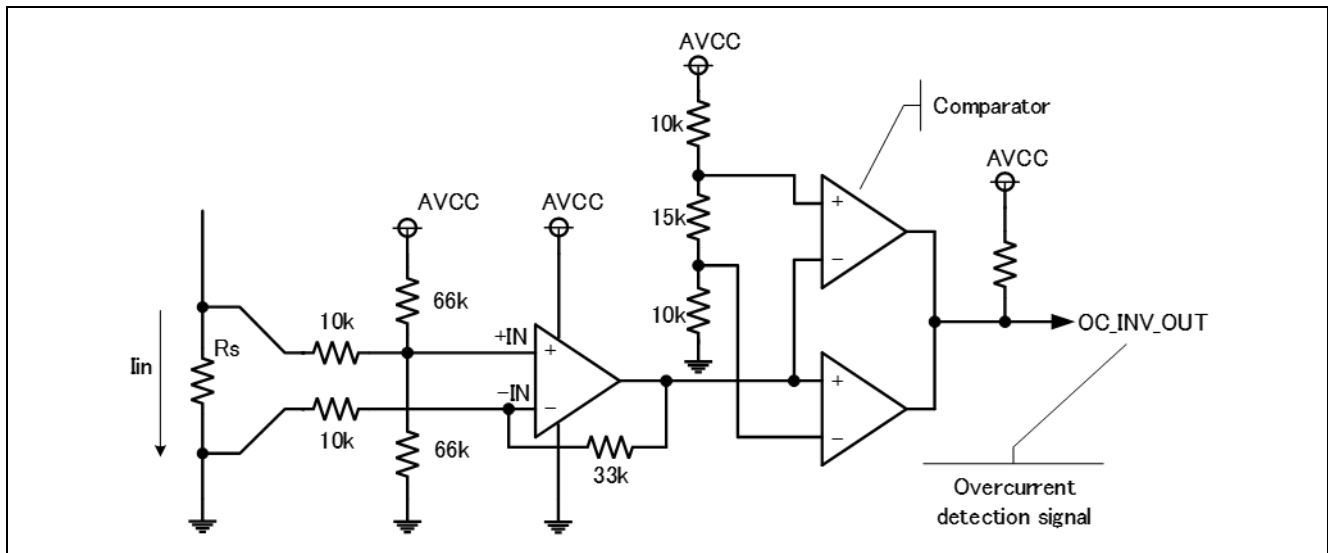 AVCC
10k
Comparator
AVCC
AVCC
AVCC
15k
66k
10k
+IN
Iin
Rs
10k
OC_INV_OUT
-IN
10k
66k
33k
Overcurrent
detection signal
+
-
+
-
+
-